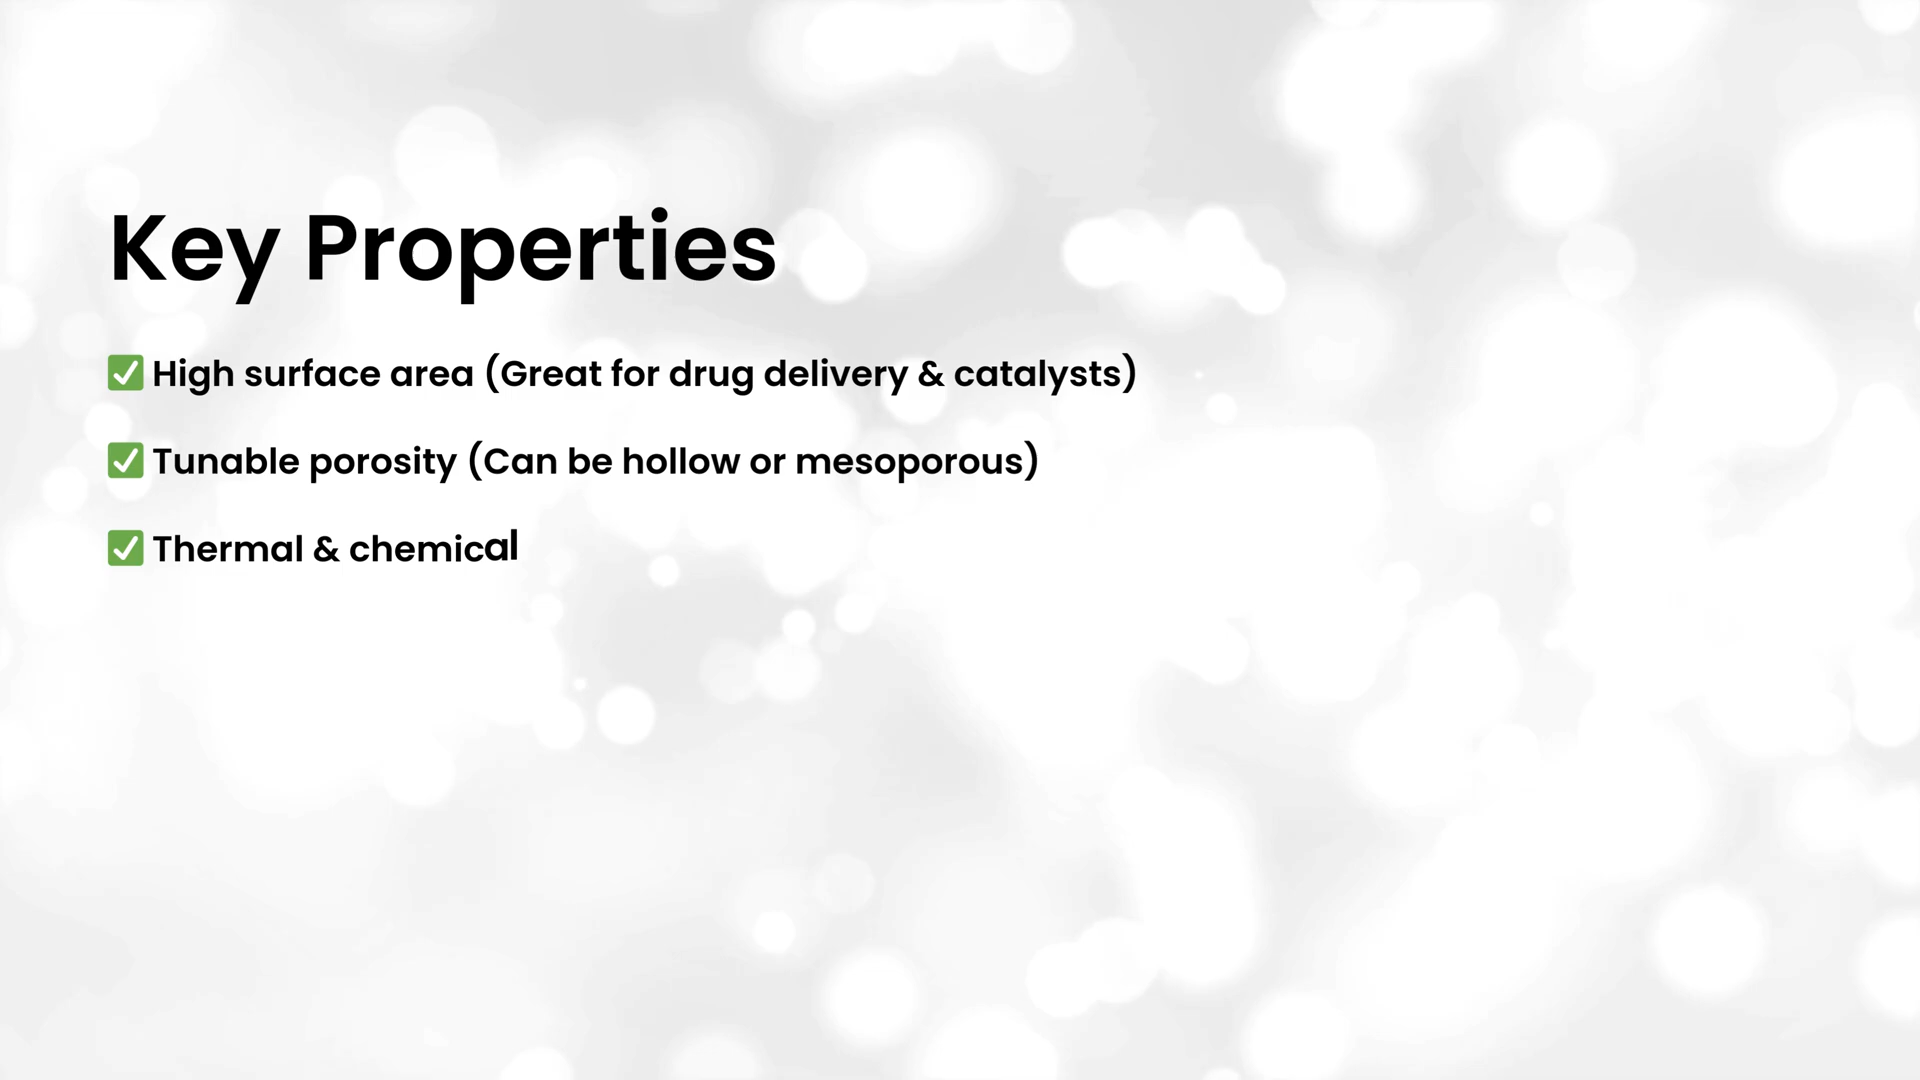 Key Properties
✅ High surface area (Great for drug delivery & catalysts)
✅ Tunable porosity (Can be hollow or mesoporous)
✅ Thermal & chemical